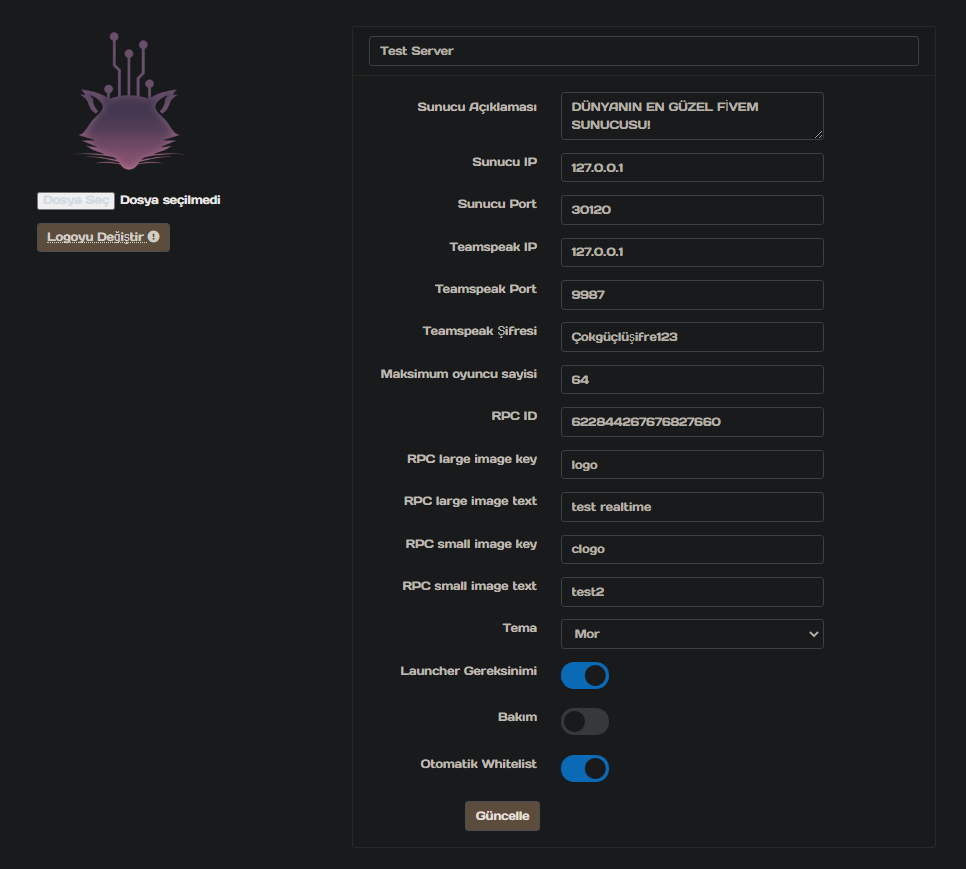 Test Server
Dosya Seç Dosya seçilmedi
Logoyu Değiştir
Sunucu Açıklaması
DÜNYANIN EN GÜZEL FİVEM
SUNUCUSU!
Sunucu IP
127.0.0.1
Sunucu Port
30120
Teamspeak IP
127.0.0.1
Teamspeak Port
9987
Teamspeak Şifresi
Çokgüçlüşifre123
Maksimum oyuncu sayisi
64
RPC ID
622844267676827660
RPC large image key
logo
RPC large image text
test realtime
RPC small image key
clogo
RPC small image text
test2
Tema
Mor
Launcher Gereksinimi
Bakım
Otomatik Whitelist
Güncelle